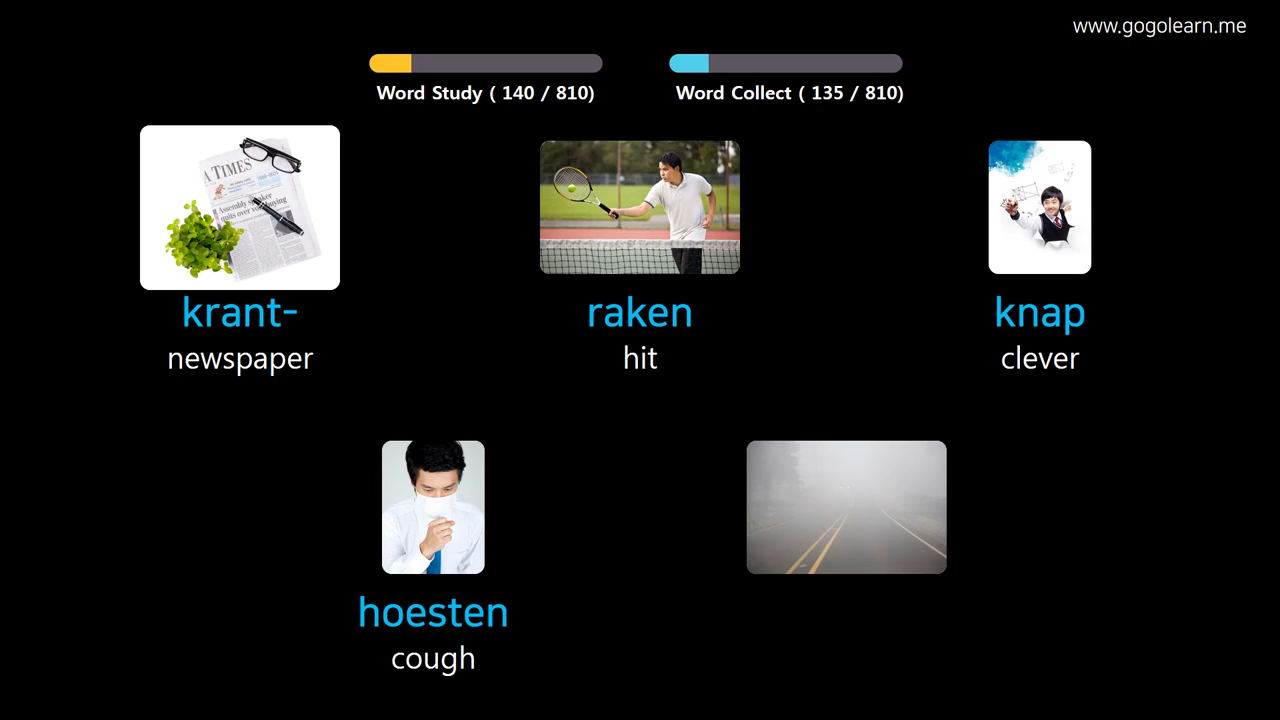 www.gogolearn.me
Word Study ( 140 / 810)
Word Collect ( 135 / 810)
A TIMES
krant-
newspaper
raken
hit
knap
clever
hoesten
cough